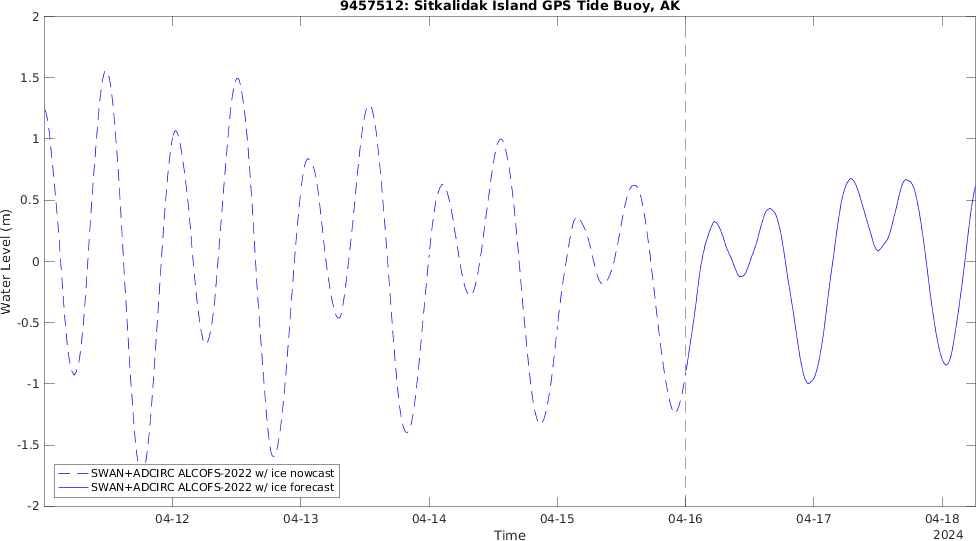 9457512: Sitkalidak Island GPS Tide Buoy, AK
Water Level (m)
2
1.5
1
0.5
0
-0.5
-1
-1.5
-2
SWAN+ADCIRC ALCOFS-2022 w/ ice nowcast
SWAN+ADCIRC ALCOFS-2022 w/ ice forecast
04-12 04-13 04-14 04-15 04-16 04-17 04-18
Time
2024